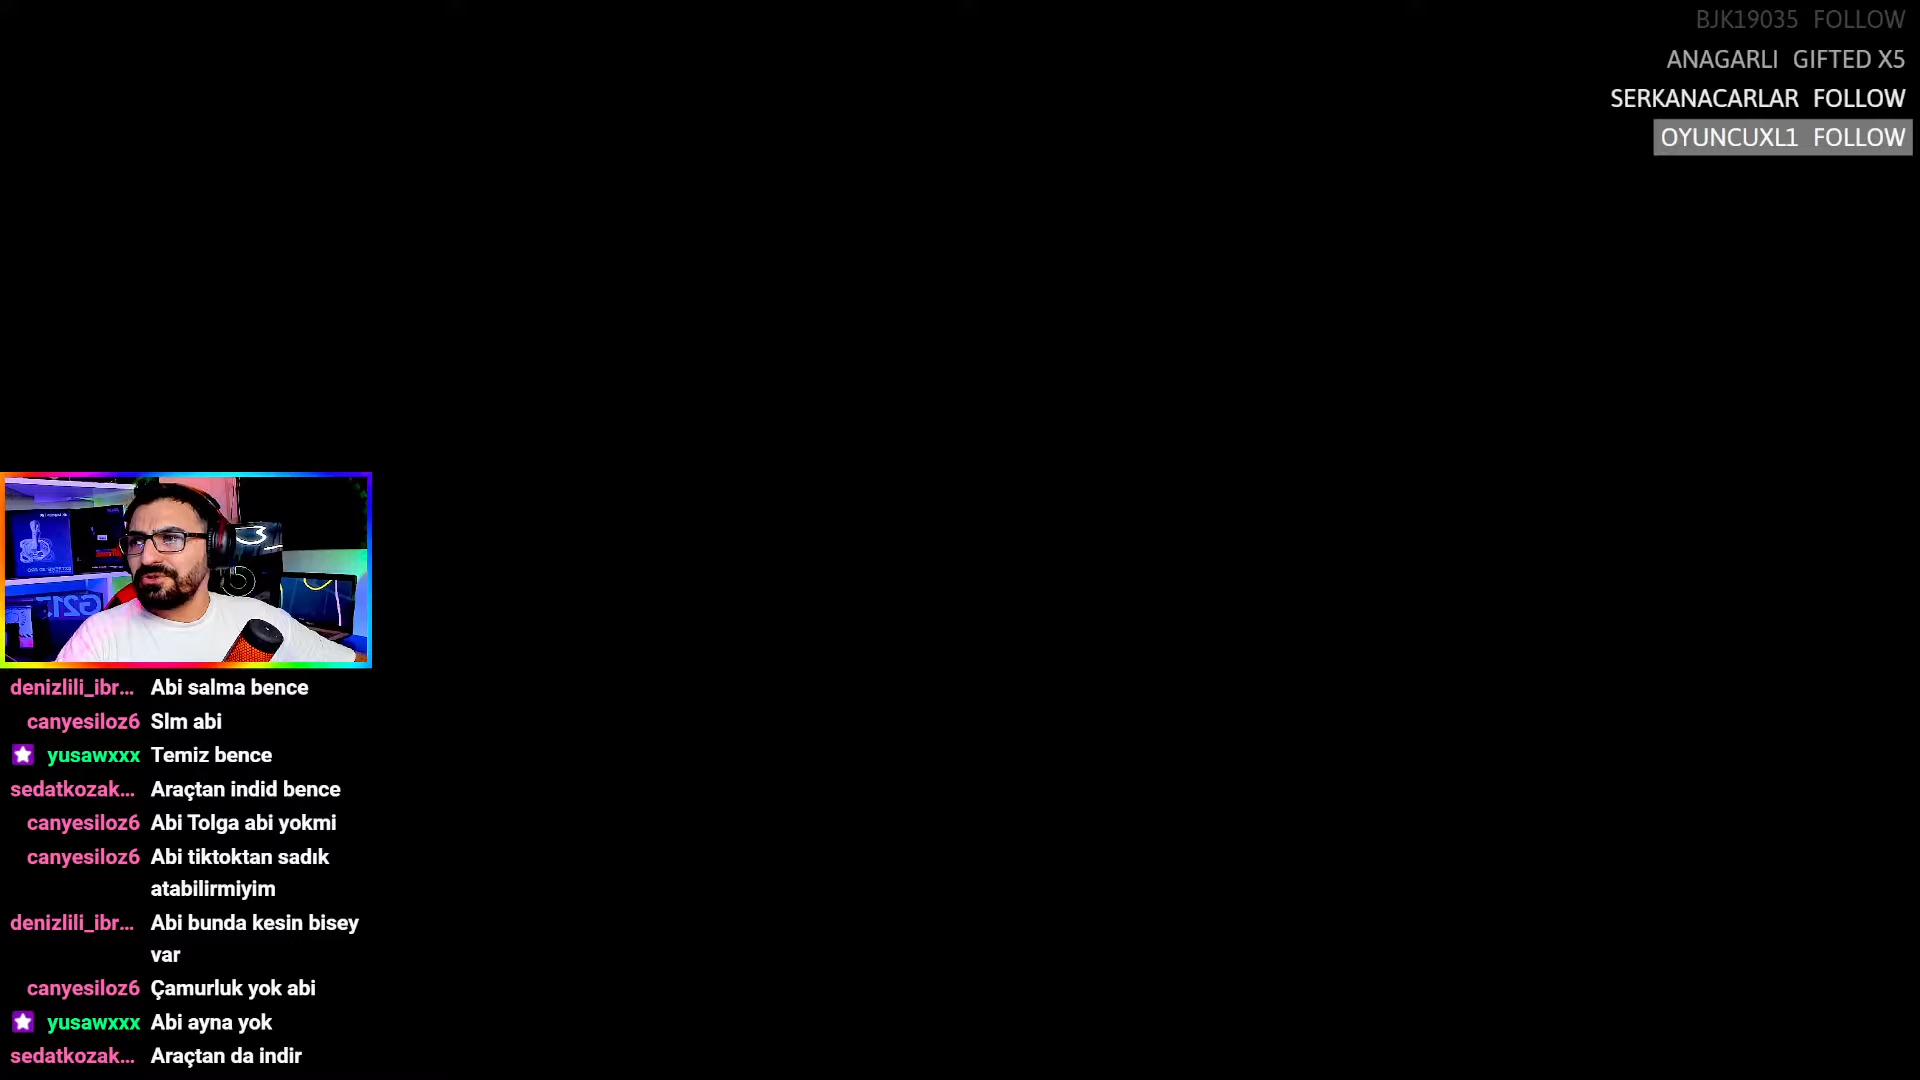 BJK19035 FOLLOW
ANAGARLI GIFTED X5
SERKANACARLAR FOLLOW
OYUNCUXL1 FOLLOW
denizlili_ibr... Abi salma bence
canyesiloz6 Slm abi
yusawxxx Temiz bence
sedatkozak... Araçtan indid bence
canyesiloz6 Abi Tolga abi yokmi
canyesiloz6 Abi tiktoktan sadık
atabilirmiyim
denizlili_ibr... Abi bunda kesin bisey
var
canyesiloz6 Çamurluk yok abi
yusawxxx Abi ayna yok
sedatkozak... Araçtan da indir